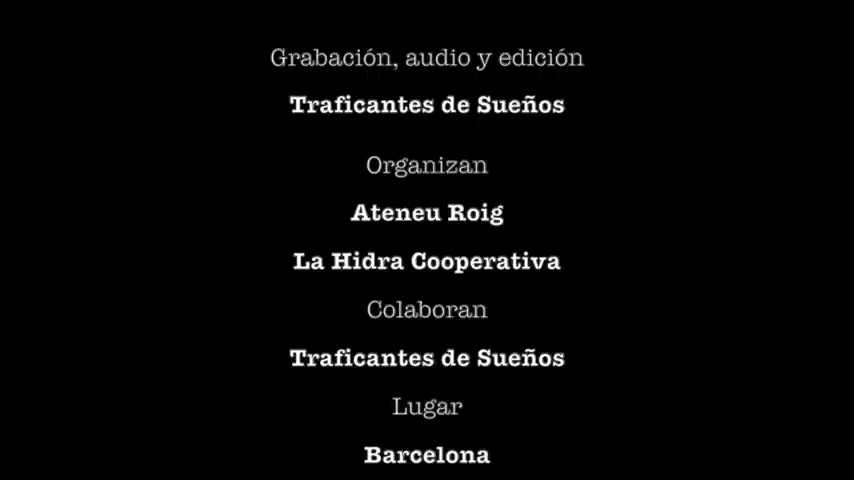 Grabación, audio y edición
Traficantes de Sueños
Organizan
Ateneu Roig
La Hidra Cooperativa
Colaboran
Traficantes de Sueños
Lugar
Barcelona